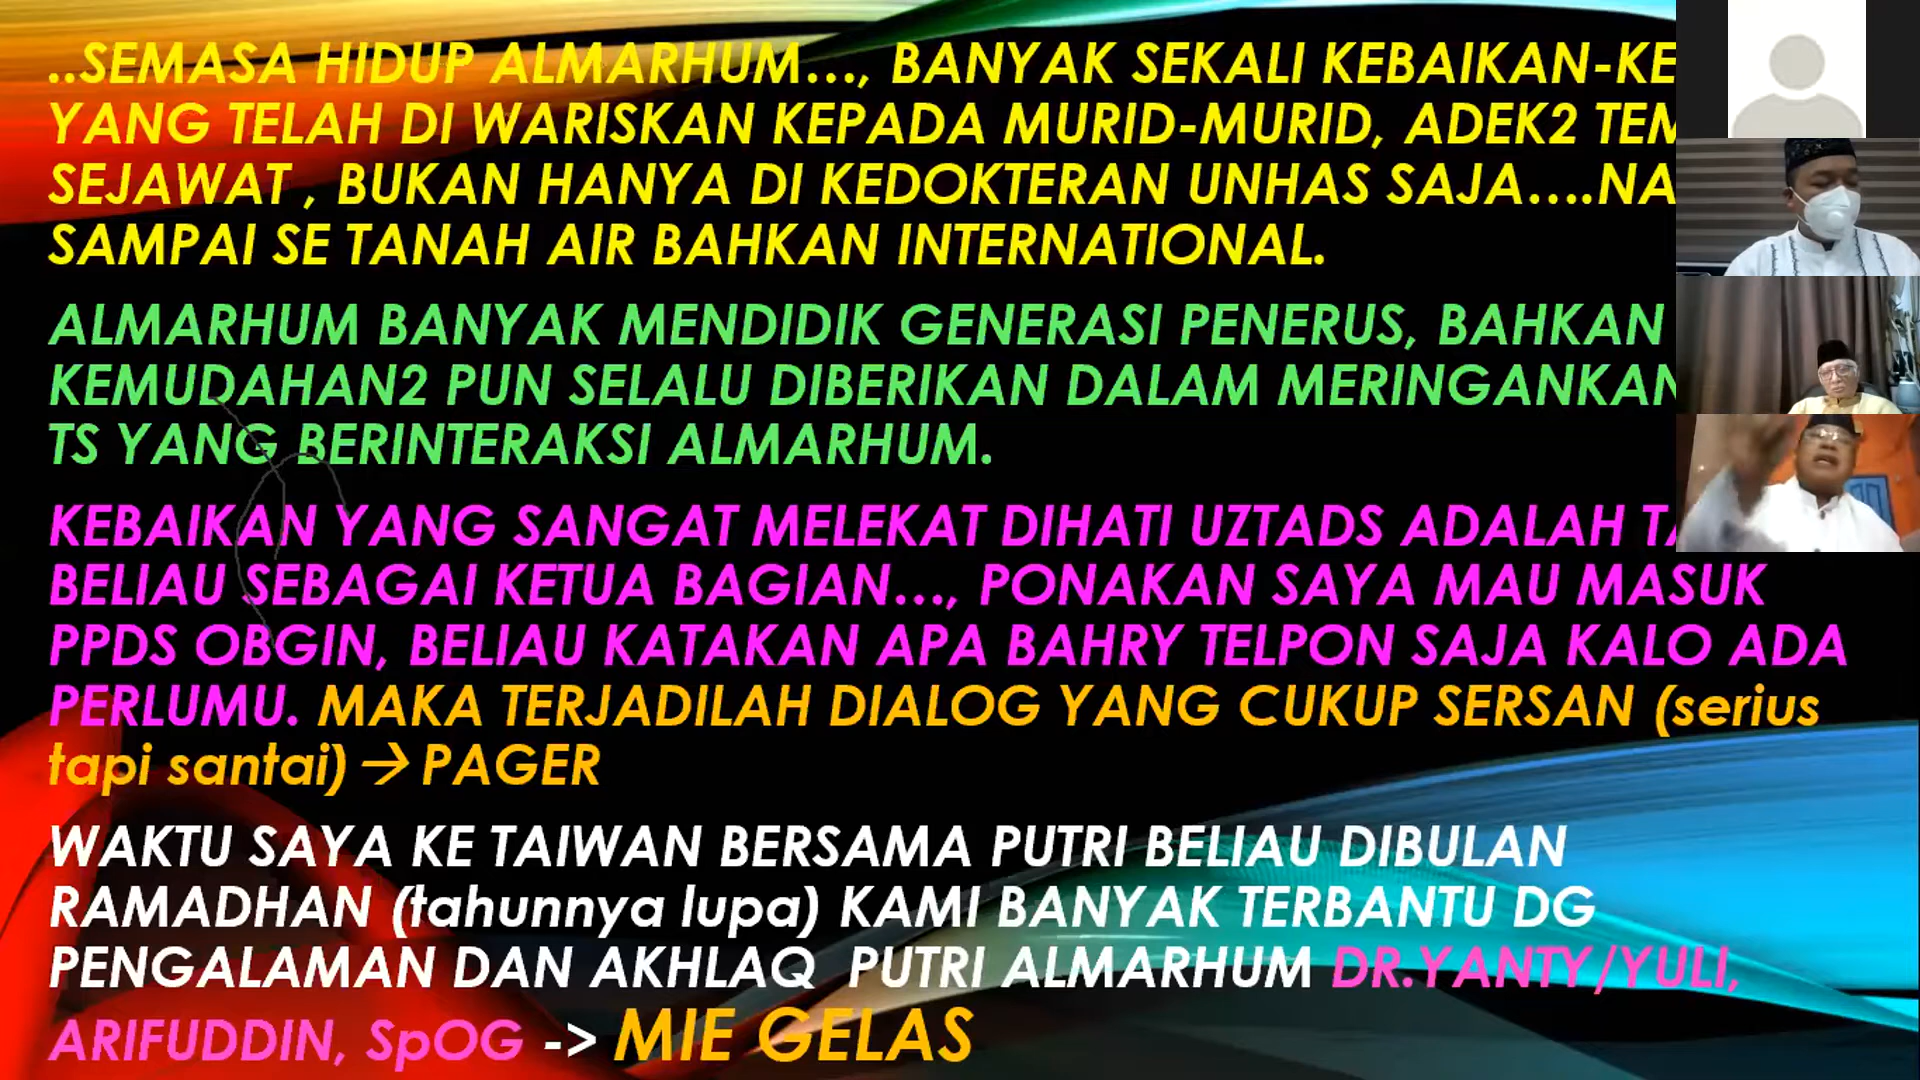 ..SEMASA HIDUP ALMARHUM…, BANYAK SEKALI KEBAIKAN-KE
YANG TELAH DI WARISKAN KEPADA MURID-MURID, ADEK2 TEM
SEJAWAT , BUKAN HANYA DI KEDOKTERAN UNHAS SAJA….NA
SAMPAI SE TANAH AIR BAHKAN INTERNATIONAL.
ALMARHUM BANYAK MENDIDIK GENERASI PENERUS, BAHKAN
KEMUDAHAN2 PUN SELALU DIBERIKAN DALAM MERINGANKAN
TS YANG BERINTERAKSI ALMARHUM.
KEBAIKAN YANG SANGAT MELEKAT DIHATI UZTADS ADALAH TA
BELIAU SEBAGAI KETUA BAGIAN…, PONAKAN SAYA MAU MASUK
PPDS OBGIN, BELIAU KATAKAN APA BAHRY TELPON SAJA KALO ADA
PERLUMU. MAKA TERJADILAH DIALOG YANG CUKUP SERSAN (serius
tapi santai) → PAGER
WAKTU SAYA KE TAIWAN BERSAMA PUTRI BELIAU DIBULAN
RAMADHAN (tahunnya lupa) KAMI BANYAK TERBANTU DG
PENGALAMAN DAN AKHLAQ PUTRI ALMARHUM DR.YANTY/YULI,
ARIFUDDIN, SpOG -> MIE GELAS